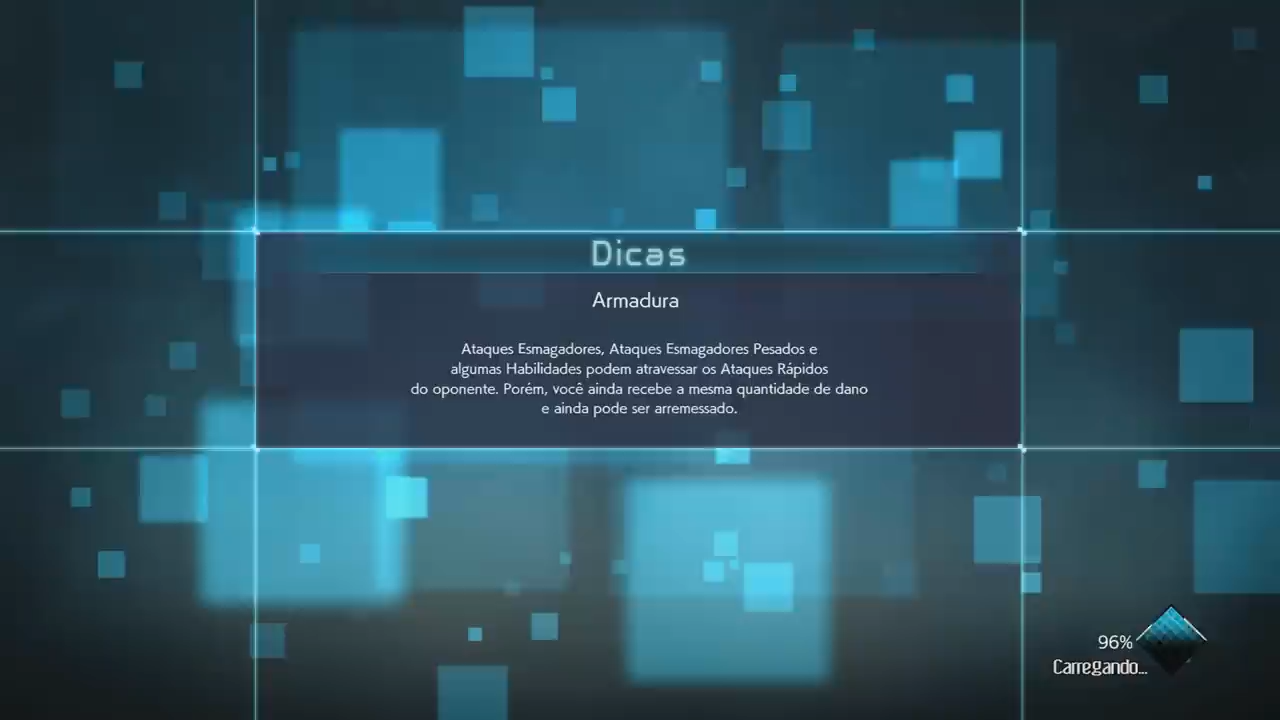 Dicas
Armadura
Ataques Esmagadores, Ataques Esmagadores Pesados e
algumas Habilidades podem atravessar os Ataques Rápidos
do oponente. Porém, você ainda recebe a mesma quantidade de dano
e ainda pode ser arremessado.
96%
Carregando...